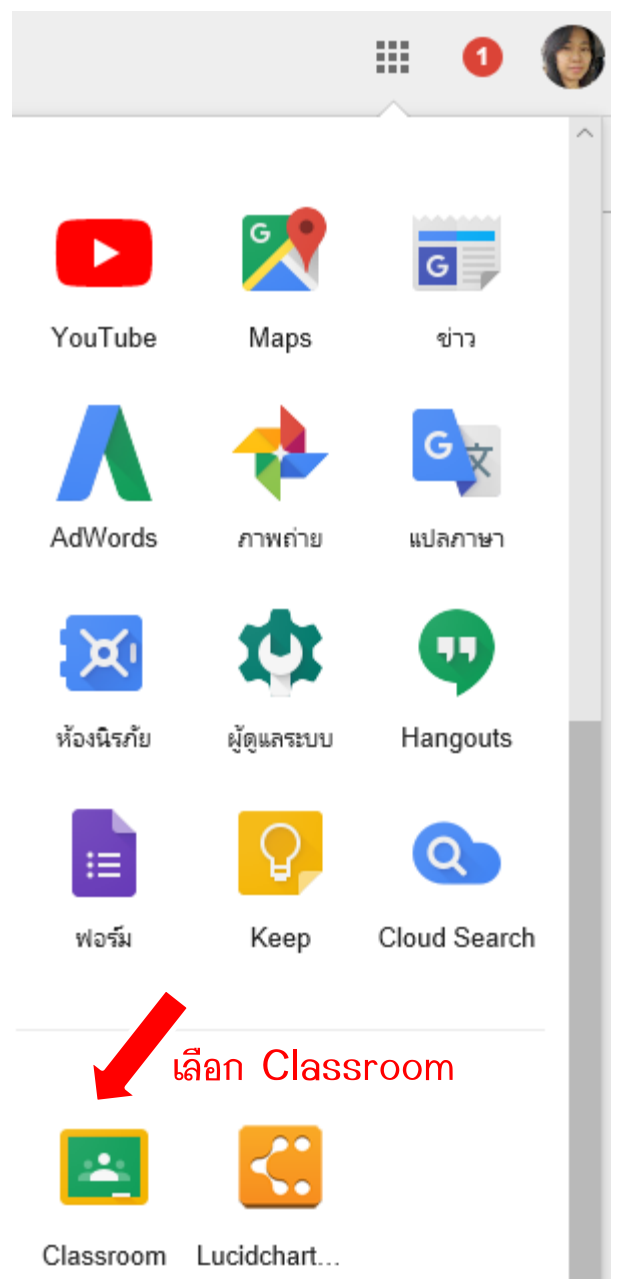 1
YouTube Maps ข่าว
AdWords ภาพถ่าย แปลภาษา
ห้องนิรภัย ผู้ดูแลระบบ Hangouts
ฟอร์ม Keep Cloud Search
เลือก Classroom
Classroom Lucidchart...